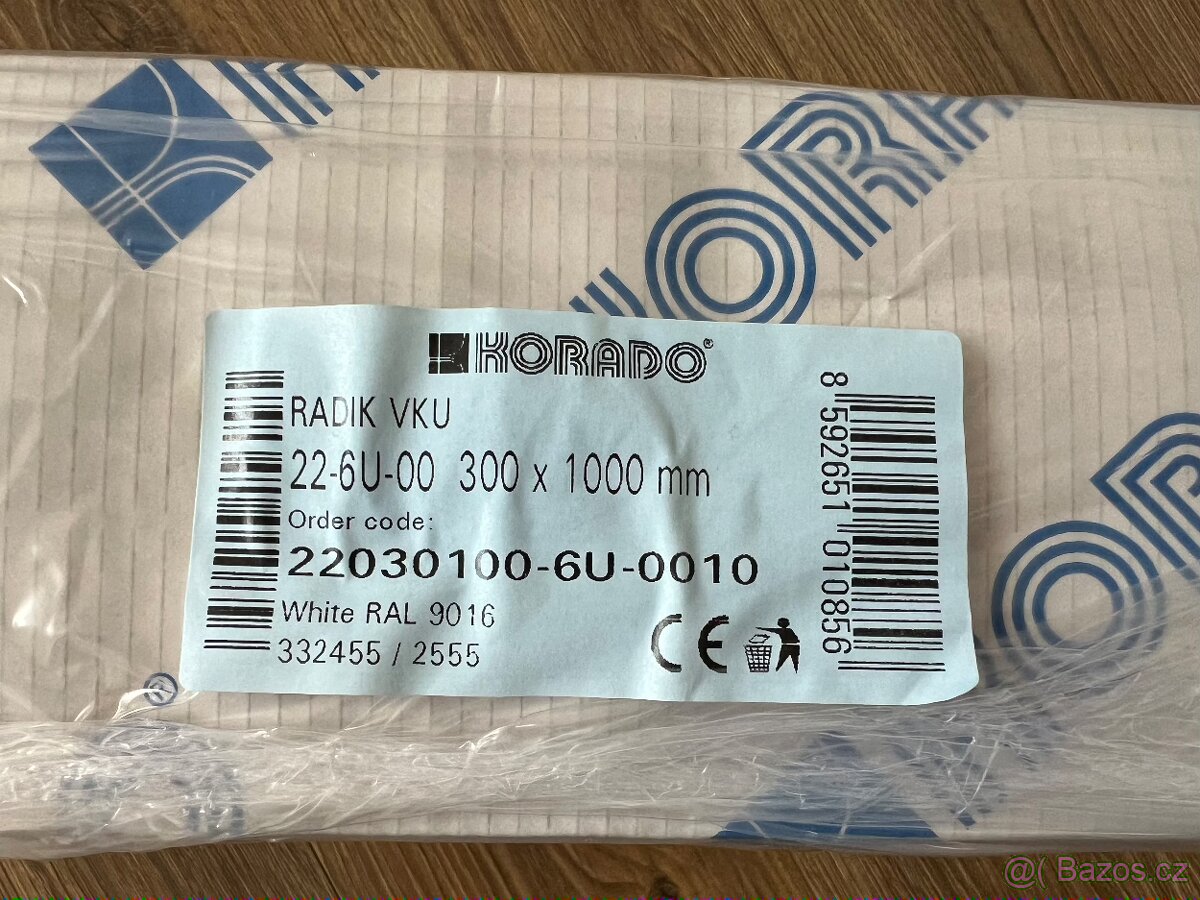 KORADO®
RADIK VKU
22-6U-00 300 x 1000 mm
Order code:
22030100-6U-0010
White RAL 9016
332455 / 2555
CE
8 592651 010856
®
@( Bazos.cz